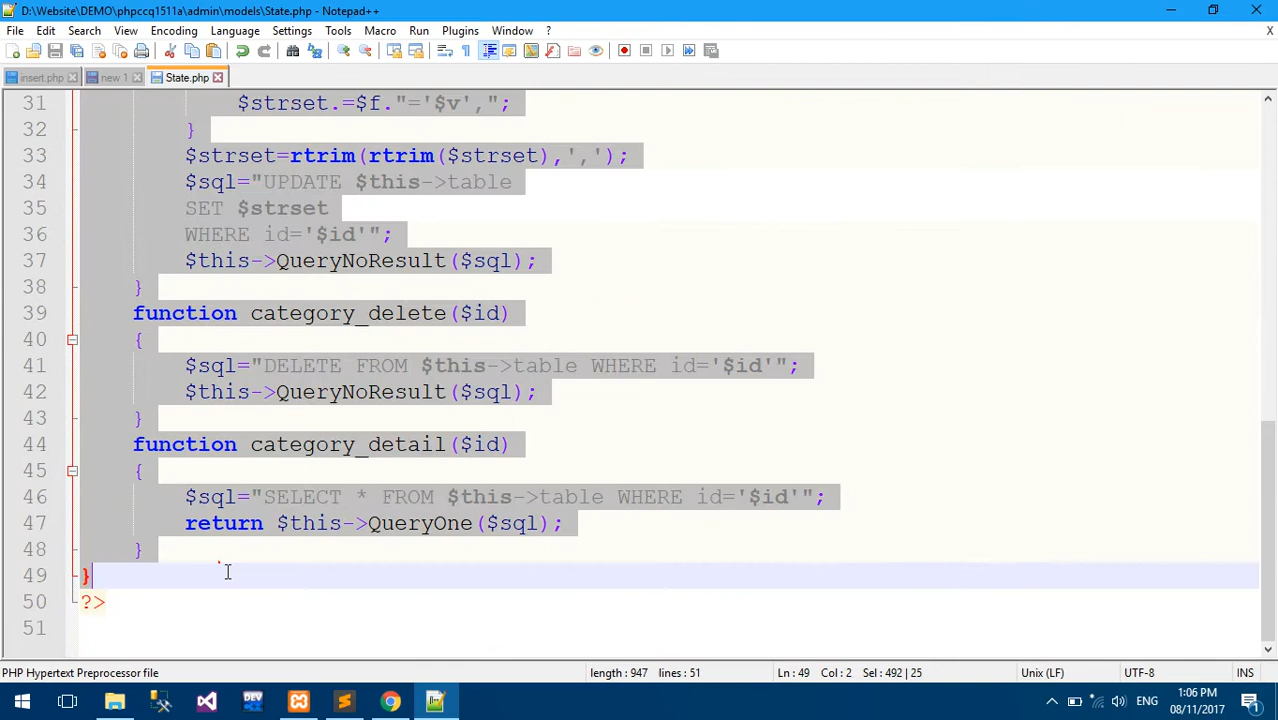 D:\Website\DEMO\phpccq1511a\admin\models\State.php - Notepad++
File Edit Search View Encoding Language Settings Tools Macro Run Plugins Window ? X
insert.php new 1 State.php
31 $strset.=$f."='$v',";
32 }
33 $strset=rtrim(rtrim($strset),',');
34 $sql="UPDATE $this->table
35 SET $strset
36 WHERE id='$id'";
37 $this->QueryNoResult($sql);
38 }
39 function category_delete($id)
40 {
41 $sql="DELETE FROM $this->table WHERE id='$id'";
42 $this->QueryNoResult($sql);
43 }
44 function category_detail($id)
45 {
46 $sql="SELECT * FROM $this->table WHERE id='$id'";
47 return $this->QueryOne($sql);
48 }
49 }
50 ?>
51
PHP Hypertext Preprocessor file length : 947 lines : 51 Ln : 49 Col : 2 Sel : 492 | 25 Unix (LF) UTF-8 INS
DEV ENG 1:06 PM
08/11/2017